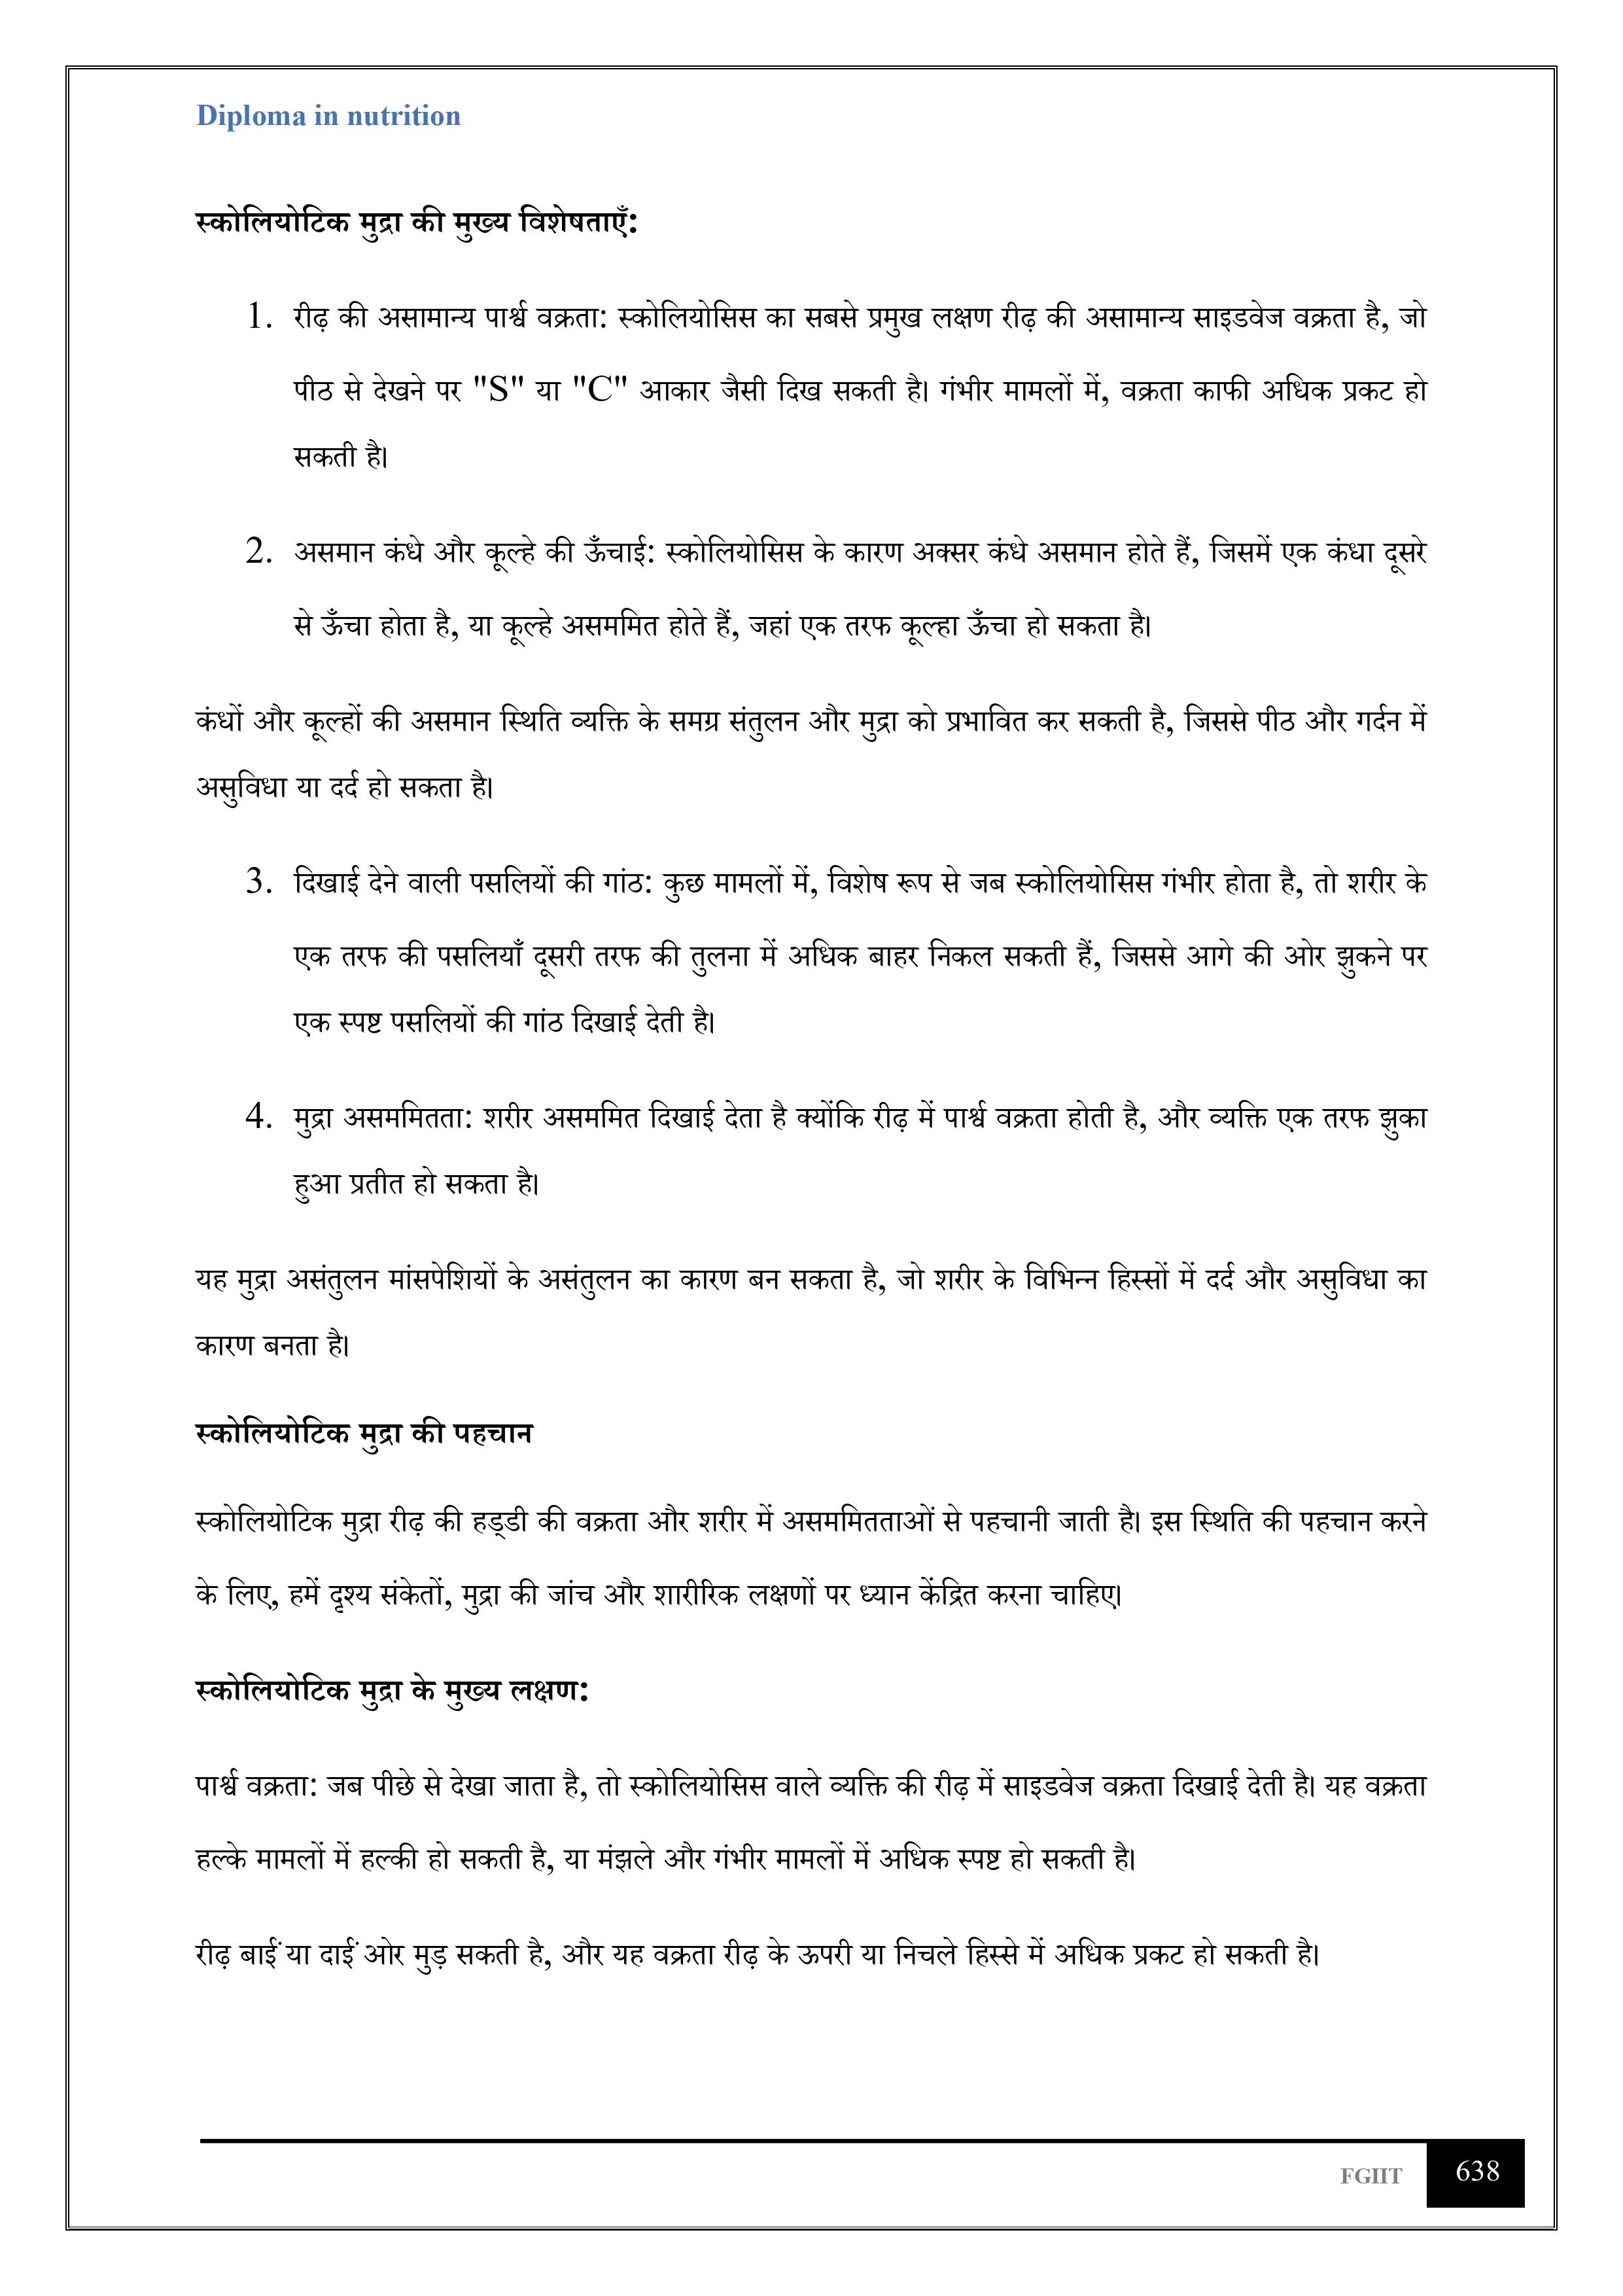 Diploma in nutrition
स्कोलियोटिक मुद्रा की मुख्य विशेषताएँ:
1. रीढ़ की असामान्य पार्श्व वक्रता: स्कोलियोसिस का सबसे प्रमुख लक्षण रीढ़ की असामान्य साइडवेज वक्रता है, जो
पीठ से देखने पर "S" या "C" आकार जैसी दिख सकती है। गंभीर मामलों में, वक्रता काफी अधिक प्रकट हो
सकती है।
2. असमान कंधे और कूल्हे की ऊँचाई: स्कोलियोसिस के कारण अक्सर कंधे असमान होते हैं, जिसमें एक कंधा दूसरे
से ऊँचा होता है, या कूल्हे असममित होते हैं, जहां एक तरफ कूल्हा ऊँचा हो सकता है।
कंधों और कूल्हों की असमान स्थिति व्यक्ति के समग्र संतुलन और मुद्रा को प्रभावित कर सकती है, जिससे पीठ और गर्दन में
असुविधा या दर्द हो सकता है।
3. दिखाई देने वाली पसलियों की गांठ: कुछ मामलों में, विशेष रूप से जब स्कोलियोसिस गंभीर होता है, तो शरीर के
एक तरफ की पसलियाँ दूसरी तरफ की तुलना में अधिक बाहर निकल सकती हैं, जिससे आगे की ओर झुकने पर
एक स्पष्ट पसलियों की गांठ दिखाई देती है।
4. मुद्रा असममितता: शरीर असममित दिखाई देता है क्योंकि रीढ़ में पार्श्व वक्रता होती है, और व्यक्ति एक तरफ झुका
हुआ प्रतीत हो सकता है।
यह मुद्रा असंतुलन मांसपेशियों के असंतुलन का कारण बन सकता है, जो शरीर के विभिन्न हिस्सों में दर्द और असुविधा का
कारण बनता है।
स्कोलियोटिक मुद्रा की पहचान
स्कोलियोटिक मुद्रा रीढ़ की हड्डी की वक्रता और शरीर में असममितताओं से पहचानी जाती है। इस स्थिति की पहचान करने
के लिए, हमें दृश्य संकेतों, मुद्रा की जांच और शारीरिक लक्षणों पर ध्यान केंद्रित करना चाहिए।
स्कोलियोटिक मुद्रा के मुख्य लक्षण:
पार्श्व वक्रता: जब पीछे से देखा जाता है, तो स्कोलियोसिस वाले व्यक्ति की रीढ़ में साइडवेज वक्रता दिखाई देती है। यह वक्रता
हल्के मामलों में हल्की हो सकती है, या मंझले और गंभीर मामलों में अधिक स्पष्ट हो सकती है।
रीढ़ बाईं या दाईं ओर मुड़ सकती है, और यह वक्रता रीढ़ के ऊपरी या निचले हिस्से में अधिक प्रकट हो सकती है।
FGIIT 638